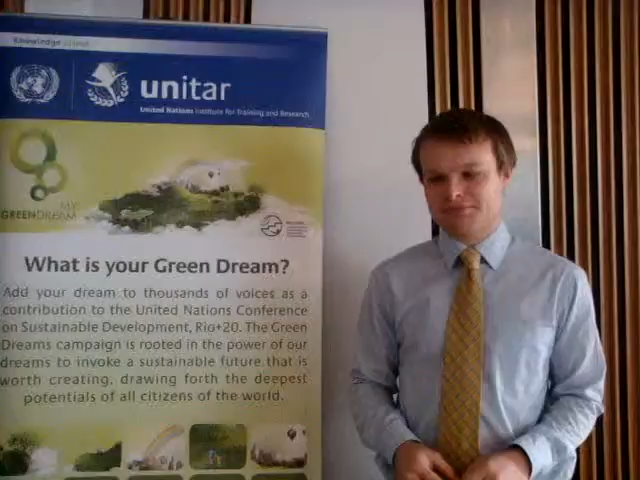 Knowledge
unitar
United Nations Institute for Training and Research
MY
GREENDREAM
What is your Green Dream?
Add your dream to thousands of voices as a
contribution to the United Nations Conference
on Sustainable Development, Rio+20. The Green
Dreams campaign is rooted in the power of our
dreams to invoke a sustainable future that is
worth creating, drawing forth the deepest
potentials of all citizens of the world.